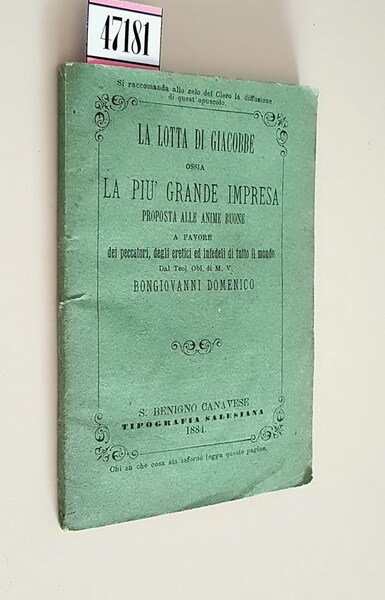 47181
Si raccomanda allo zelo del Clero la diffusione
di quest'opuscolo.
LA LOTTA DI GIACOBBE
OSSIA
LA PIU' GRANDE IMPRESA
PROPOSTA ALLE ANIME BUONE
A FAVORE
dei peccatori, degli eretici ed infedeli di tutto il mondo
Dal Teol. Obl. di M. V.
BONGIOVANNI DOMENICO
S. BENIGNO CANAVESE
TIPOGRAFIA SALESIANA
1884.
Chi sa che cosa sia inferno legga queste pagine.